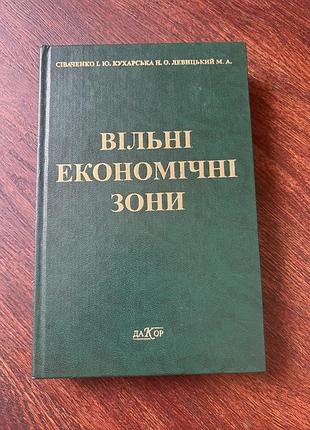 СІВАЧЕНКО І. Ю. КУХАРСЬКА Н. О. ЛЕВИЦЬКИЙ М. А.
ВІЛЬНІ
ЕКОНОМІЧНІ
ЗОНИ
ДАКОР